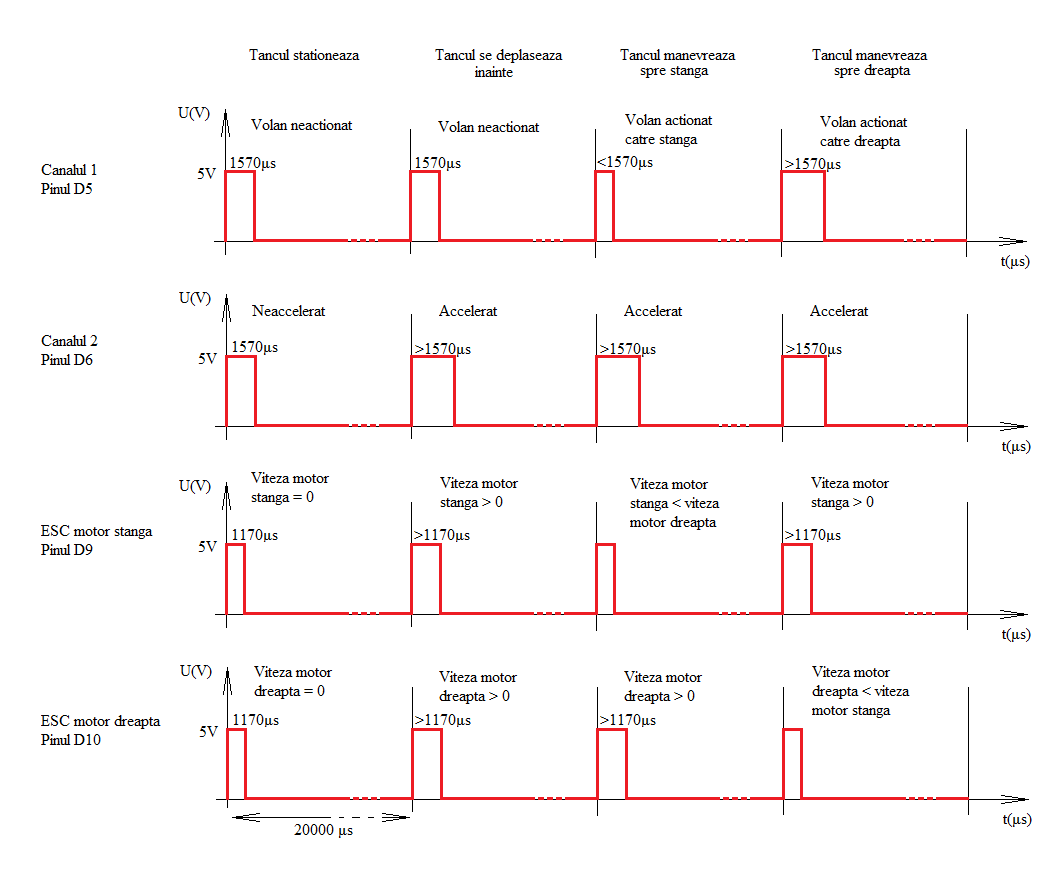 Tancul stationeaza
Tancul se deplaseaza
inainte
Tancul manevreaza
spre stanga
Tancul manevreaza
spre dreapta
U(V)
Volan neactionat
Volan neactionat
Volan actionat
catre stanga
Volan actionat
catre dreapta
Canalul 1
Pinul D5
5V
1570µs
1570µs
<1570µs
>1570µs
t(µs)
U(V)
Neaccelerat
Accelerat
Accelerat
Accelerat
Canalul 2
Pinul D6
5V
1570µs
>1570µs
>1570µs
>1570µs
t(µs)
U(V)
Viteza motor
stanga = 0
Viteza motor
stanga > 0
Viteza motor
stanga < viteza
motor dreapta
Viteza motor
stanga > 0
ESC motor stanga
Pinul D9
5V
1170µs
>1170µs
>1170µs
t(µs)
U(V)
Viteza motor
dreapta = 0
Viteza motor
dreapta > 0
Viteza motor
dreapta > 0
Viteza motor
dreapta < viteza
motor stanga
ESC motor dreapta
Pinul D10
5V
1170µs
>1170µs
>1170µs
t(µs)
20000 µs